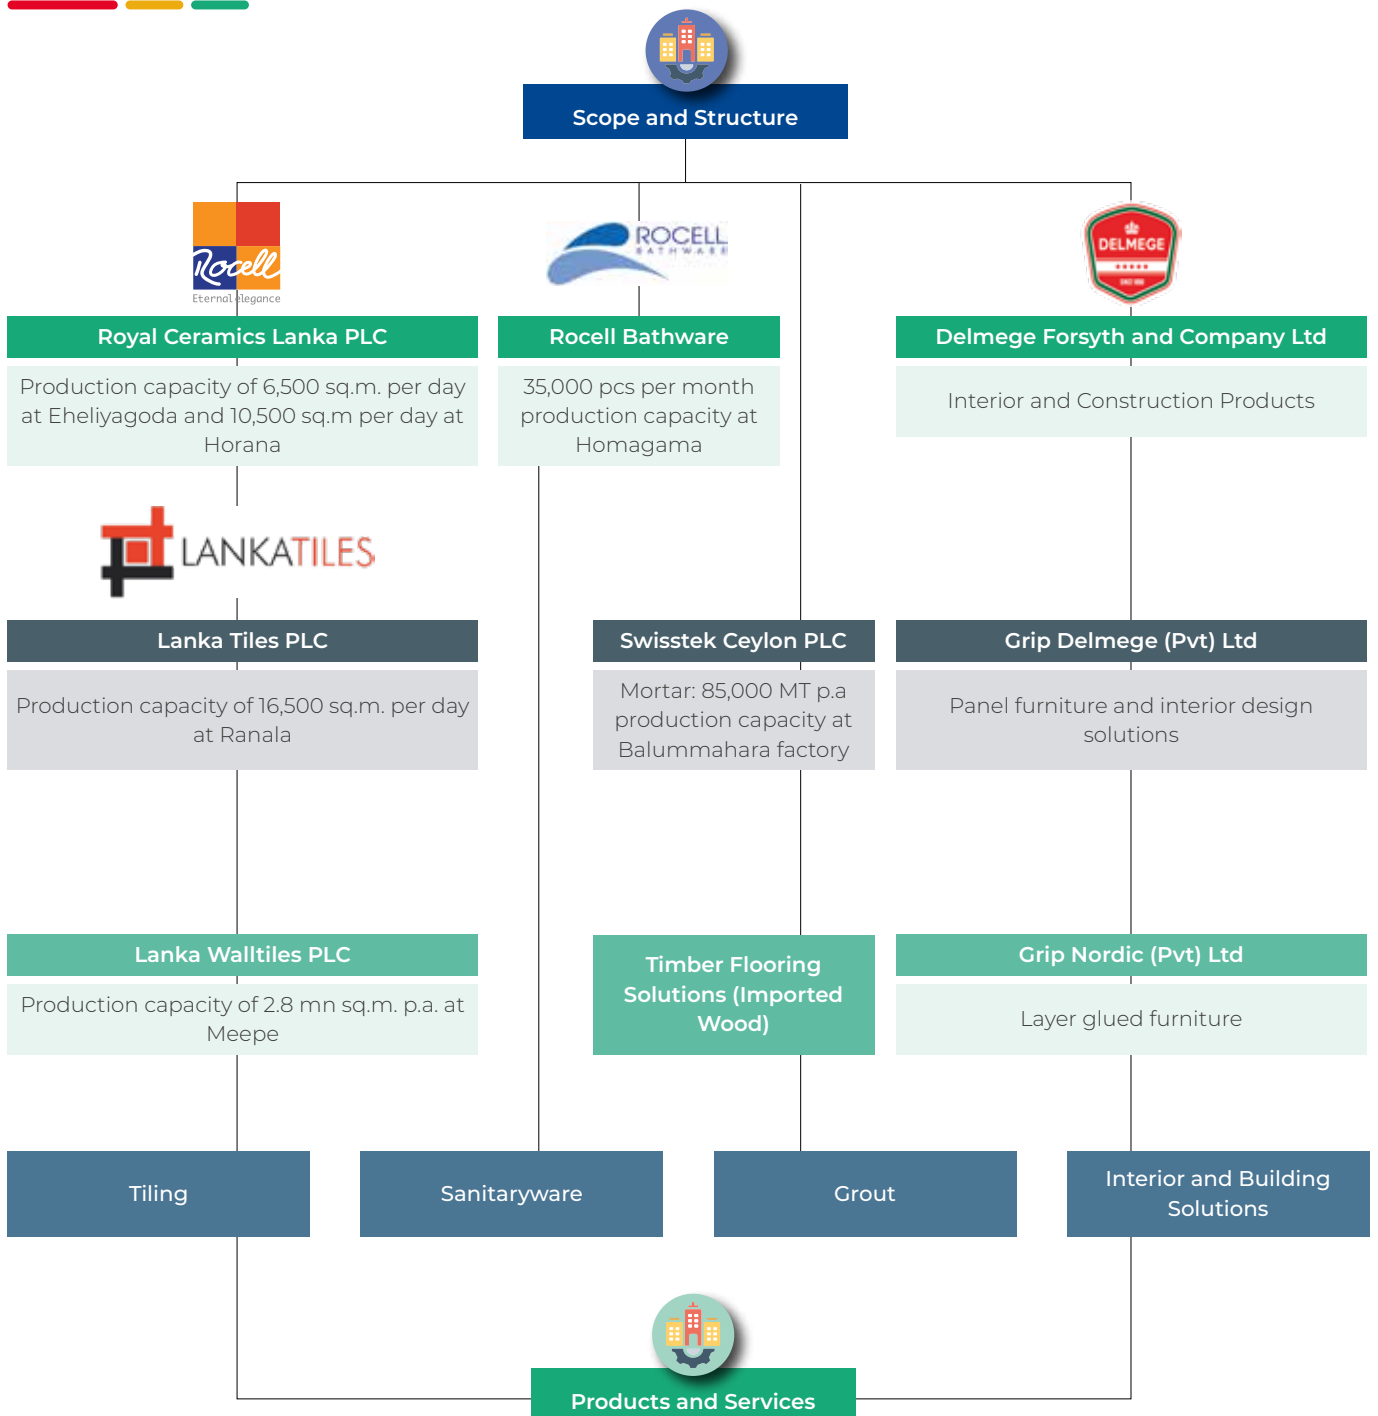 Scope and Structure
Rocell
Eternal elegance
ROCELL
BATHWARE
DELMEGE
SINCE 1850
Royal Ceramics Lanka PLC
Rocell Bathware
Delmege Forsyth and Company Ltd
Production capacity of 6,500 sq.m. per day
at Eheliyagoda and 10,500 sq.m per day at
Horana
35,000 pcs per month
production capacity at
Homagama
Interior and Construction Products
LANKATILES
Lanka Tiles PLC
Swisstek Ceylon PLC
Grip Delmege (Pvt) Ltd
Production capacity of 16,500 sq.m. per day
at Ranala
Mortar: 85,000 MT p.a
production capacity at
Balummahara factory
Panel furniture and interior design
solutions
Lanka Walltiles PLC
Timber Flooring
Solutions (Imported
Wood)
Grip Nordic (Pvt) Ltd
Production capacity of 2.8 mn sq.m. p.a. at
Meepe
Layer glued furniture
Tiling
Sanitaryware
Grout
Interior and Building
Solutions
Products and Services